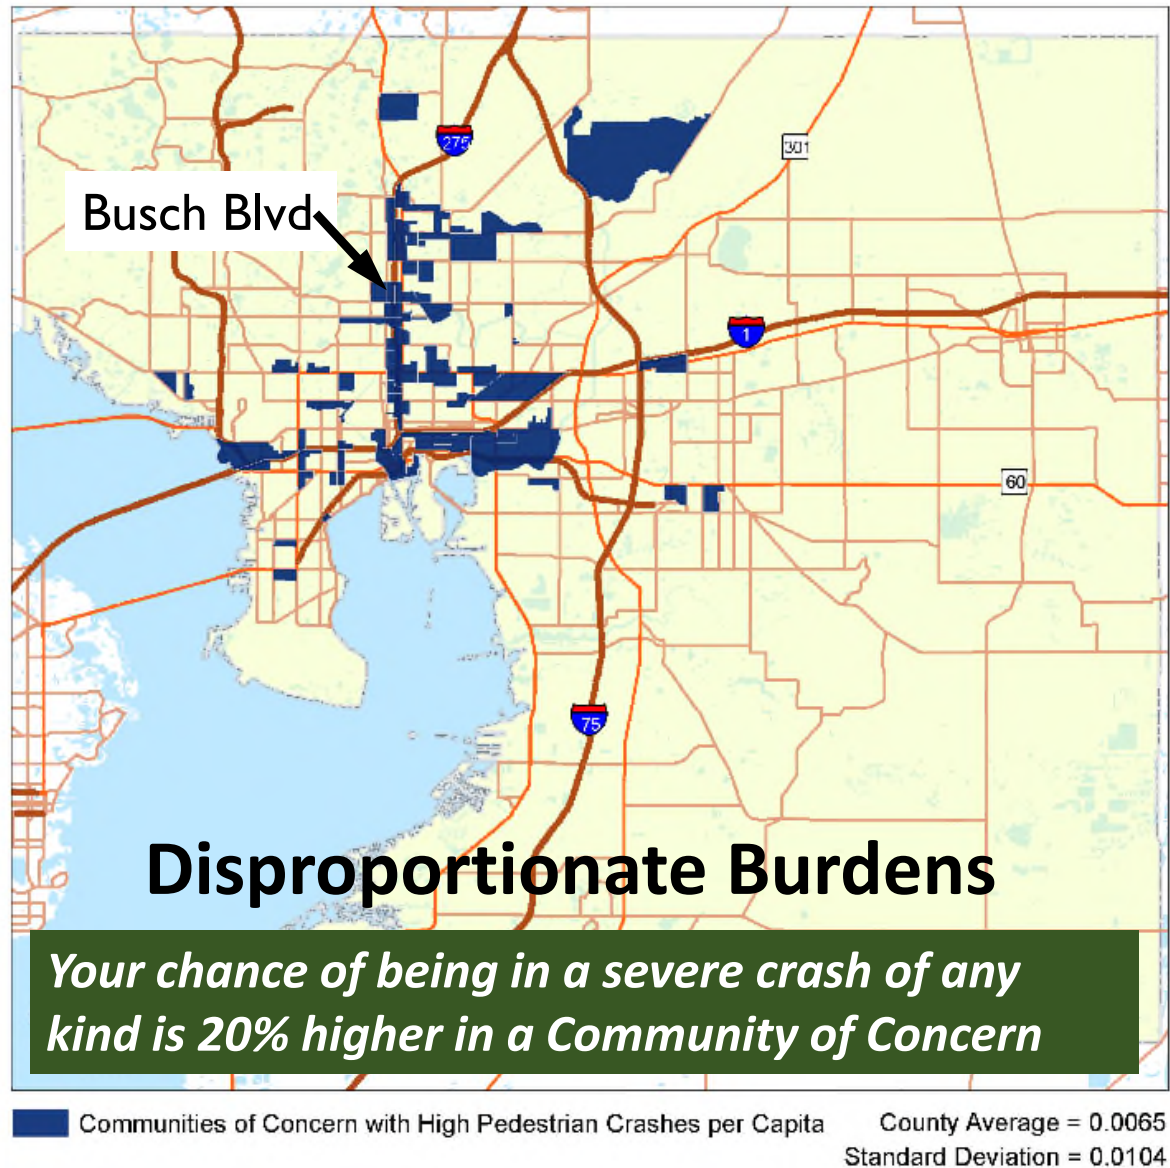 275
301
Busch Blvd
1
60
75
Disproportionate Burdens
Your chance of being in a severe crash of any
kind is 20% higher in a Community of Concern
Communities of Concern with High Pedestrian Crashes per Capita
County Average = 0.0065
Standard Deviation = 0.0104